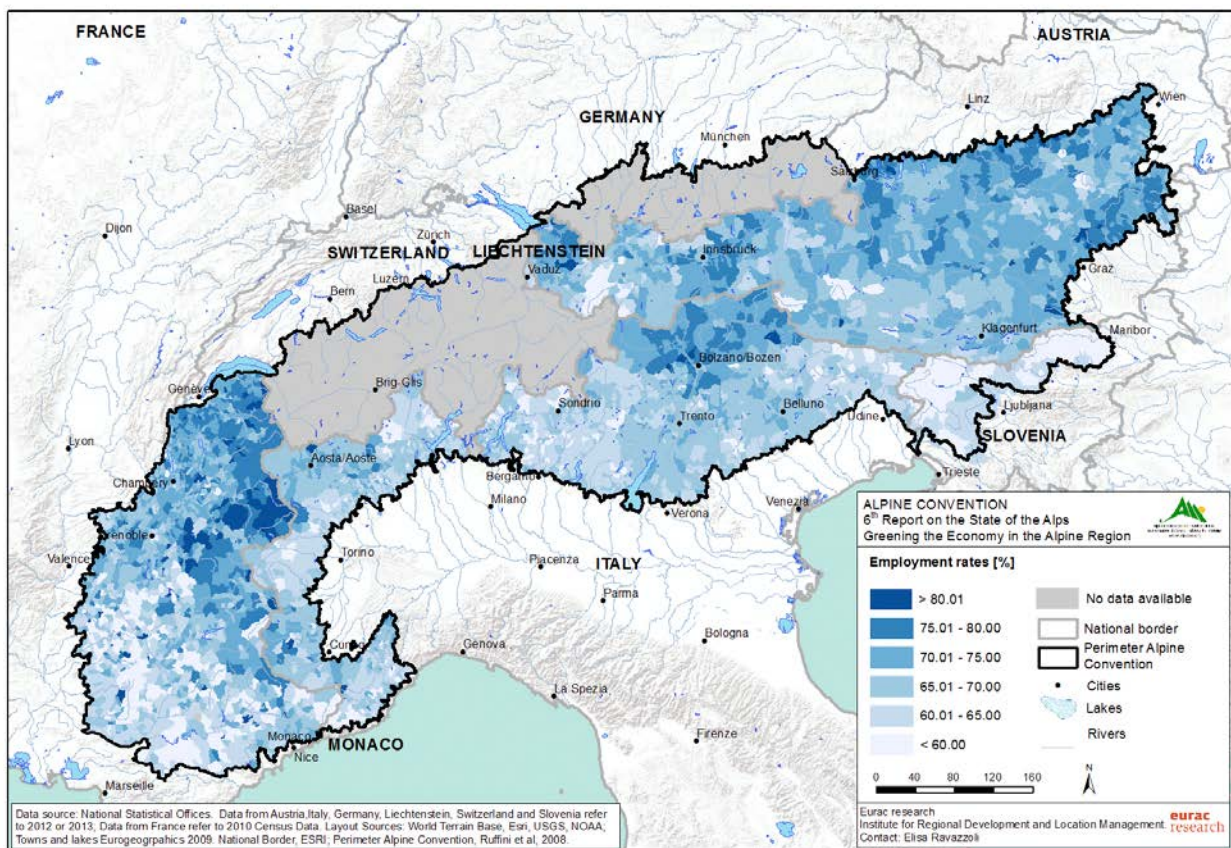 FRANCE
AUSTRIA
Linz
Wien
GERMANY
München
Salzburg
Basel
Dijon
Zürich
SWITZERLAND
LIECHTENSTEIN
Innsbruck
Vaduz
Luzern
Graz
Bern
Klagenfurt
Maribor
Bolzano/Bozen
Genève
Brig-Glis
Sondrio
Belluno
Ljubljana
Trento
Udine
SLOVENIA
Lyon
Aosta/Aoste
Trieste
Chambéry
Bergamo
Milano
Venezia
Verona
Grenoble
Valence
Torino
Piacenza
ITALY
Parma
Cuneo
Genova
Bologna
La Spezia
Monaco
MONACO
Nice
Firenze
Marseille
ALPINE CONVENTION
6th Report on the State of the Alps
Greening the Economy in the Alpine Region
Employment rates [%]
> 80.01
75.01 - 80.00
70.01 - 75.00
65.01 - 70.00
60.01 - 65.00
< 60.00
No data available
National border
Perimeter Alpine
Convention
Cities
Lakes
Rivers
0 40 80 120 160
N
Eurac research
Institute for Regional Development and Location Management.
Contact: Elisa Ravazzoli
eurac
research
Data source: National Statistical Offices. Data from Austria,Italy, Germany, Liechtenstein, Switzerland and Slovenia refer
to 2012 or 2013; Data from France refer to 2010 Census Data. Layout Sources: World Terrain Base, Esri, USGS, NOAA;
Towns and lakes Eurogeogrpahics 2009. National Border, ESRI; Perimeter Alpine Convention, Ruffini et al, 2008.